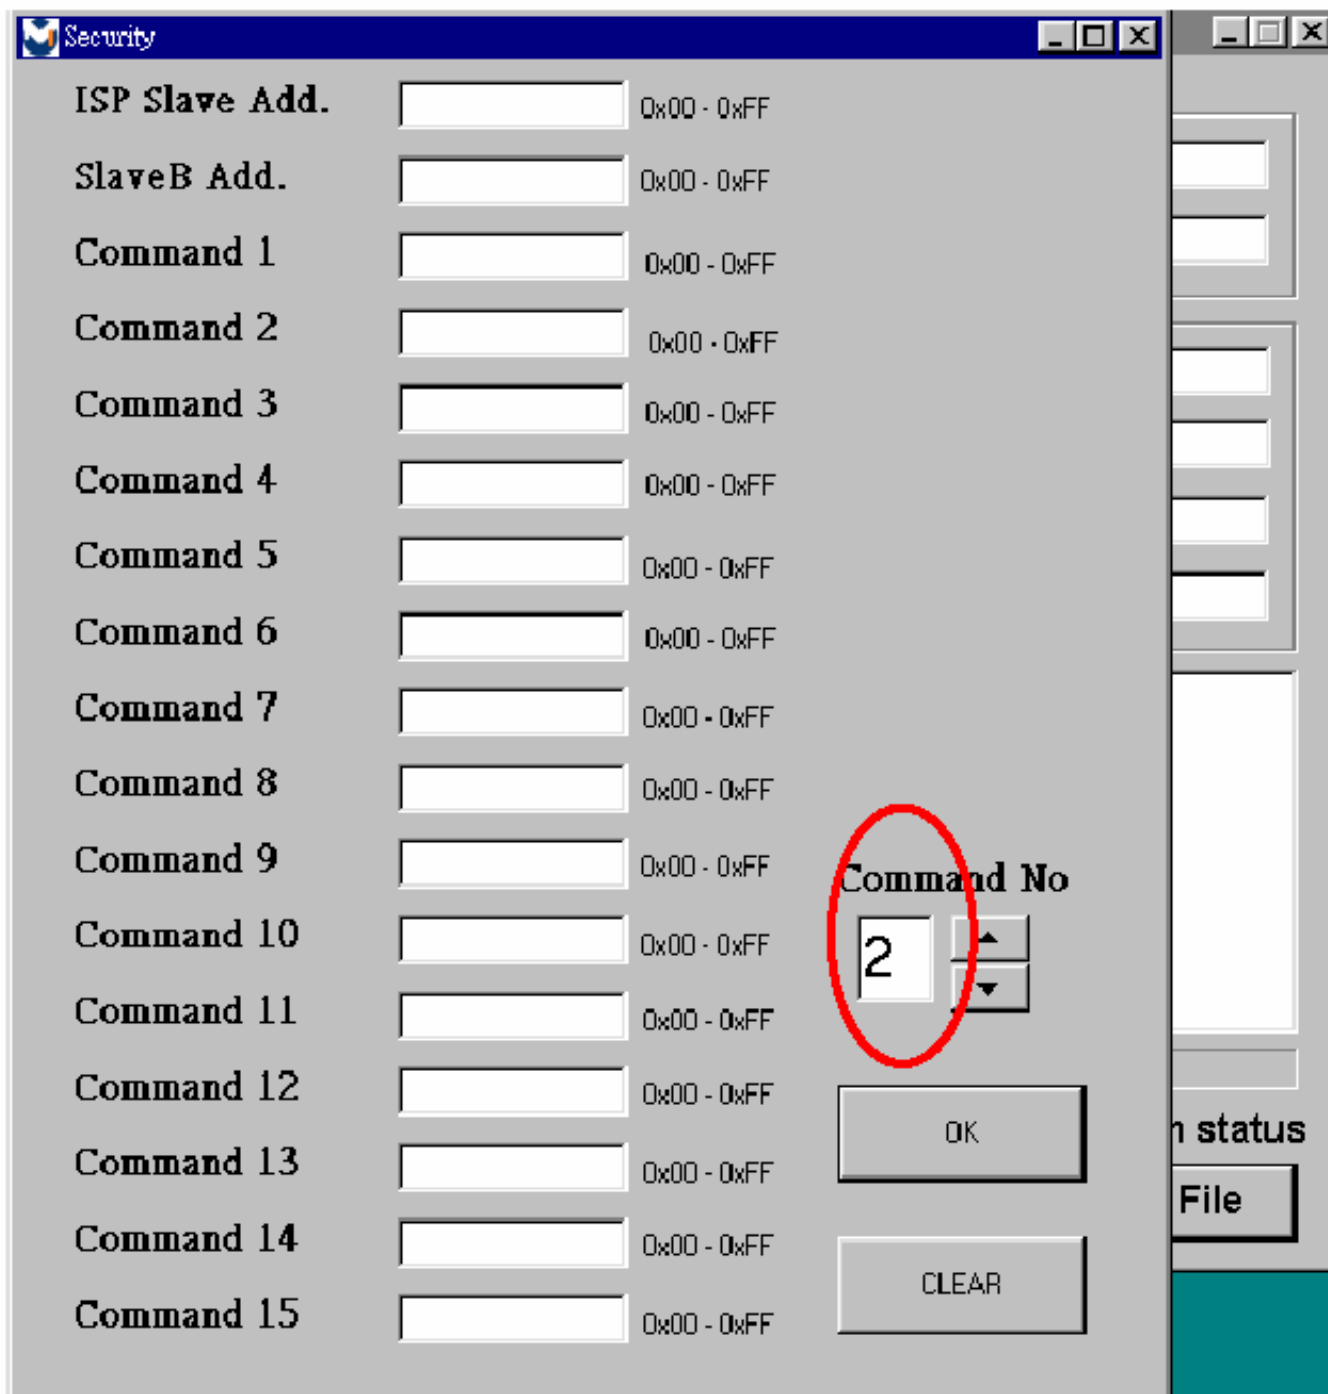 Security
ISP Slave Add. 0x00 - 0xFF
SlaveB Add. 0x00 - 0xFF
Command 1 0x00 - 0xFF
Command 2 0x00 - 0xFF
Command 3 0x00 - 0xFF
Command 4 0x00 - 0xFF
Command 5 0x00 - 0xFF
Command 6 0x00 - 0xFF
Command 7 0x00 - 0xFF
Command 8 0x00 - 0xFF
Command 9 0x00 - 0xFF
Command No
Command 10 0x00 - 0xFF
2
Command 11 0x00 - 0xFF
Command 12 0x00 - 0xFF
OK
status
Command 13 0x00 - 0xFF
File
Command 14 0x00 - 0xFF
CLEAR
Command 15 0x00 - 0xFF